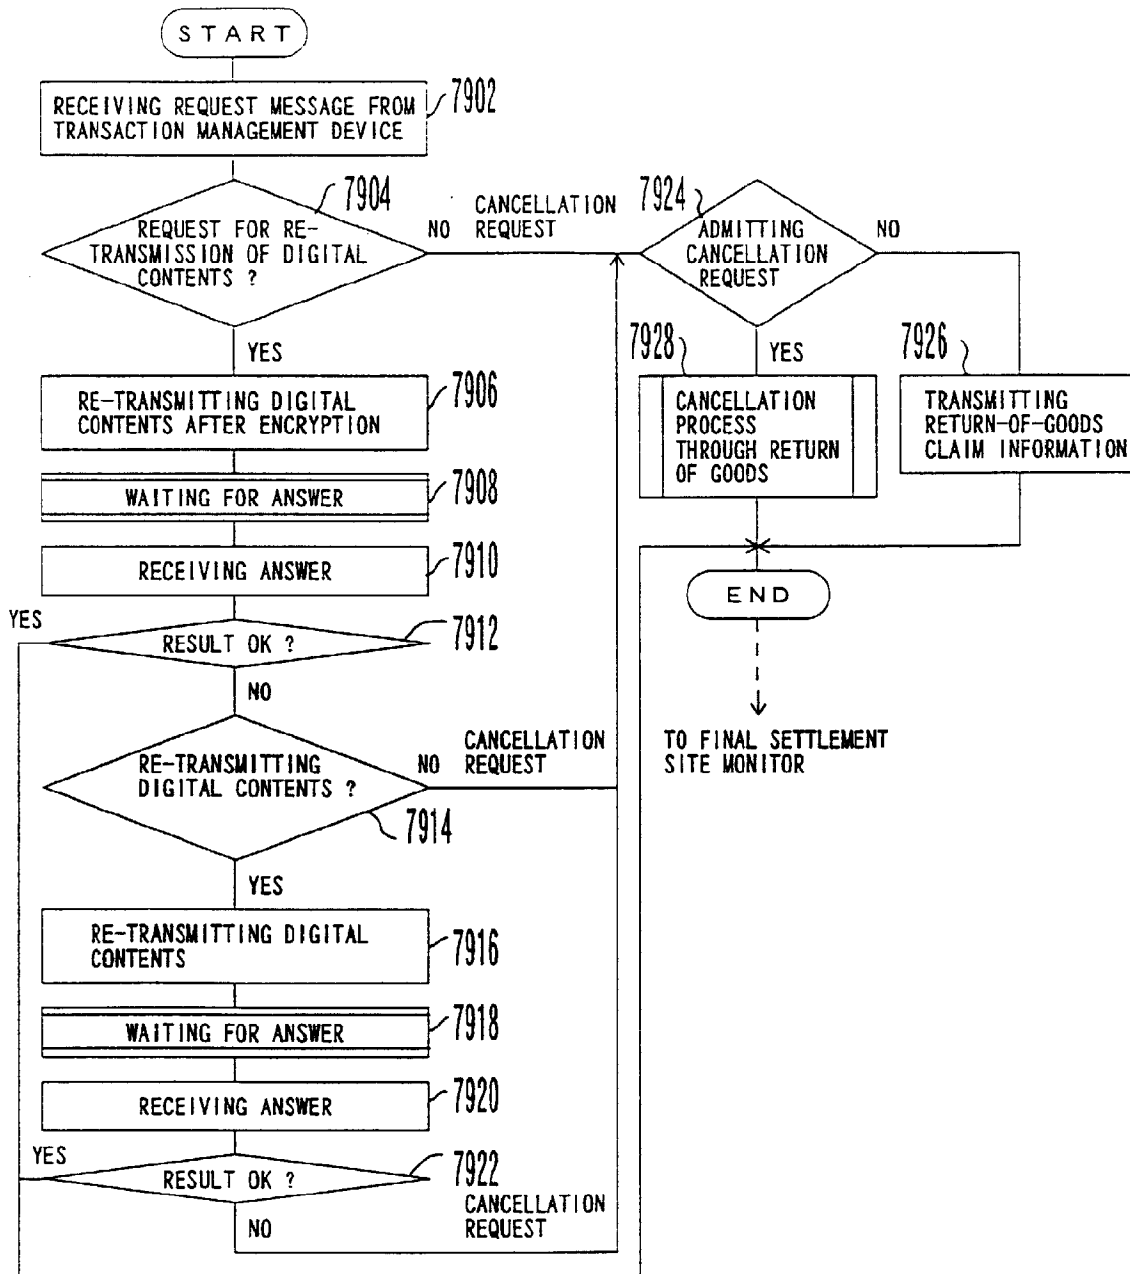 START
RECEIVING REQUEST MESSAGE FROM
TRANSACTION MANAGEMENT DEVICE
7902
REQUEST FOR RE-
TRANSMISSION OF DIGITAL
CONTENTS ?
7904
NO
CANCELLATION
REQUEST
YES
RE-TRANSMITTING DIGITAL
CONTENTS AFTER ENCRYPTION
7906
WAITING FOR ANSWER
7908
RECEIVING ANSWER
7910
YES
RESULT OK ?
7912
NO
RE-TRANSMITTING
DIGITAL CONTENTS ?
7914
NO
CANCELLATION
REQUEST
YES
RE-TRANSMITTING DIGITAL
CONTENTS
7916
WAITING FOR ANSWER
7918
RECEIVING ANSWER
7920
YES
RESULT OK ?
7922
NO
CANCELLATION
REQUEST
7924
ADMITTING
CANCELLATION
REQUEST
NO
YES
7928
CANCELLATION
PROCESS
THROUGH RETURN
OF GOODS
7926
TRANSMITTING
RETURN-OF-GOODS
CLAIM INFORMATION
END
TO FINAL SETTLEMENT
SITE MONITOR